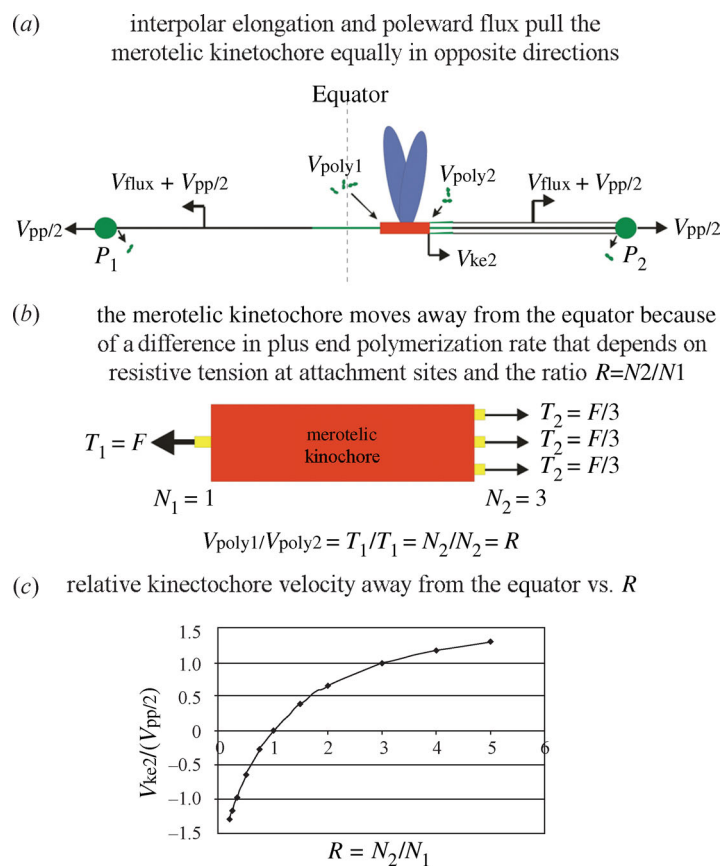 (a) interpolar elongation and poleward flux pull the
merotelic kinetochore equally in opposite directions
Equator
Vpoly1 Vpoly2
Vflux + Vpp/2 Vflux + Vpp/2
Vpp/2 P1 Vke2 P2 Vpp/2
(b) the merotelic kinetochore moves away from the equator because
of a difference in plus end polymerization rate that depends on
resistive tension at attachment sites and the ratio R=N2/N1
T1 = F
merotelic
kinochore
T2 = F/3
T2 = F/3
T2 = F/3
N1 = 1 N2 = 3
Vpoly1/Vpoly2 = T1/T1 = N2/N2 = R
(c) relative kinectochore velocity away from the equator vs. R
Vke2/(Vpp/2)
1.5
1.0
0.5
0
–0.5
–1.0
–1.5
0 1 2 3 4 5 6
R = N2/N1